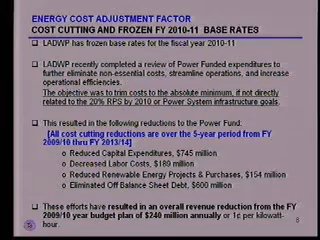 ENERGY COST ADJUSTMENT FACTOR
COST CUTTING AND FROZEN FY 2010-11 BASE RATES
LADWP has frozen base rates for the fiscal year 2010-11
LADWP recently completed a review of Power Funded expenditures to
further eliminate non-essential costs, streamline operations, and increase
operational efficiencies.
The objective was to trim costs to the absolute minimum, if not directly
related to the 20% RPS by 2010 or Power System infrastructure goals.
This resulted in the following reductions to the Power Fund:
[All cost cutting reductions are over the 5-year period from FY
2009/10 thru FY 2013/14]
o Reduced Capital Expenditures, $745 million
o Decreased Labor Costs, $189 million
o Reduced Renewable Energy Projects & Purchases, $154 million
o Eliminated Off Balance Sheet Debt, $600 million
These efforts have resulted in an overall revenue reduction from the
FY 2009/10 year budget plan of $240 million annually or 1¢ per kilowatt-
hour.
8